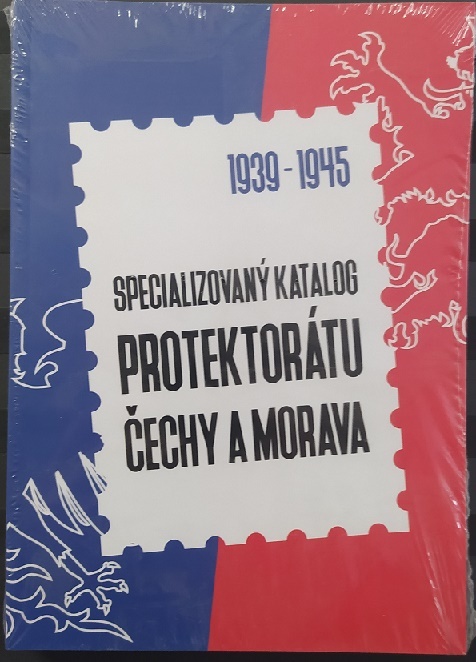 1939-1945
SPECIALIZOVANÝ KATALOG
PROTEKTORÁTU
ČECHY A MORAVA